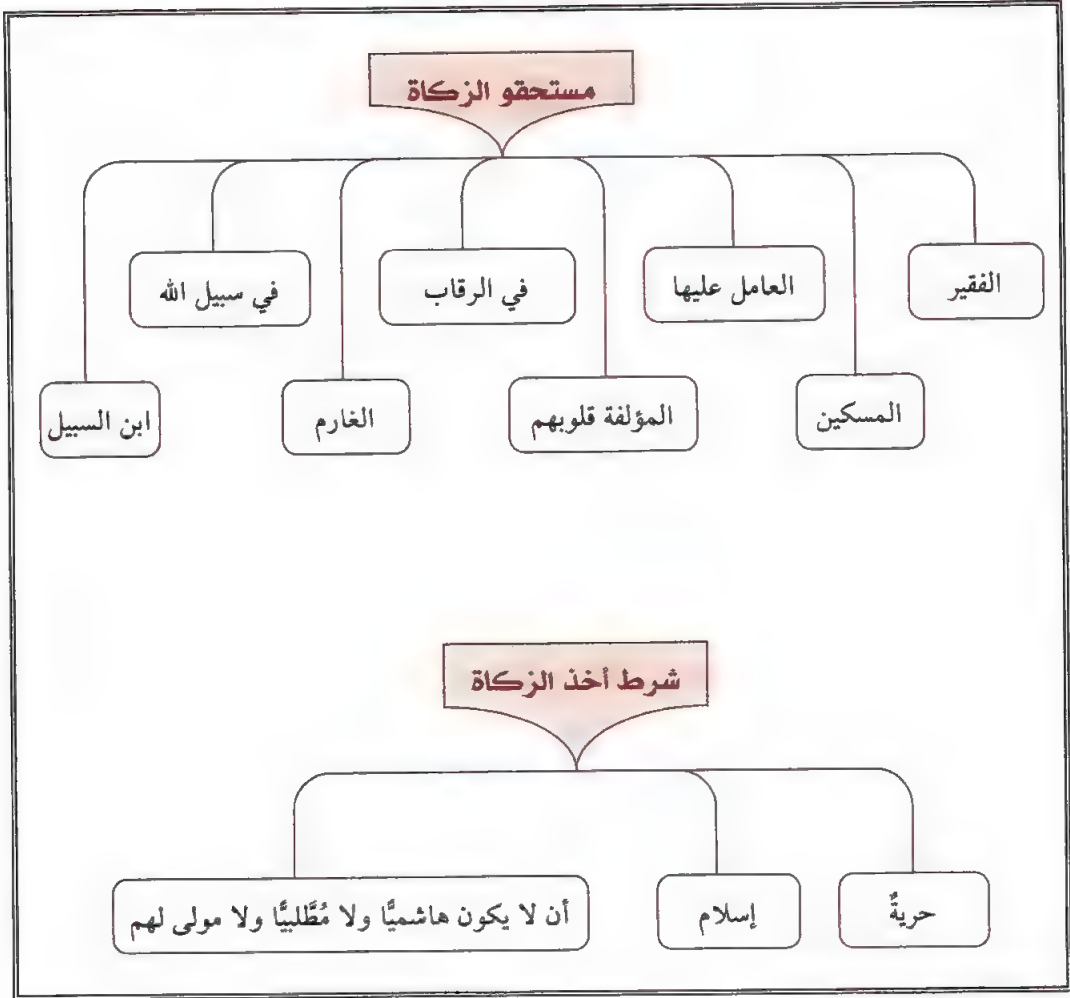 مستحقو الزكاة
الفقير
العامل عليها
في الرقاب
في سبيل الله
المسكين
المؤلفة قلوبهم
الغارم
ابن السبيل
شرط أخذ الزكاة
حريةٌ
إسلام
أن لا يكون هاشميًّا ولا مُطَّلبيًّا ولا مولى لهم